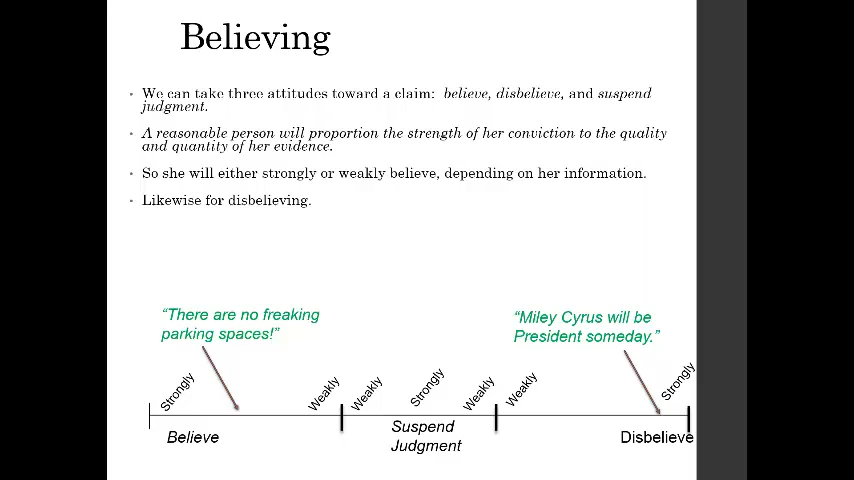 Believing
We can take three attitudes toward a claim: believe, disbelieve, and suspend
judgment.
A reasonable person will proportion the strength of her conviction to the quality
and quantity of her evidence.
So she will either strongly or weakly believe, depending on her information.
Likewise for disbelieving.
“There are no freaking
parking spaces!”
“Miley Cyrus will be
President someday.”
Strongly
Weakly
Weakly
Strongly
Weakly
Weakly
Strongly
Believe
Suspend
Judgment
Disbelieve